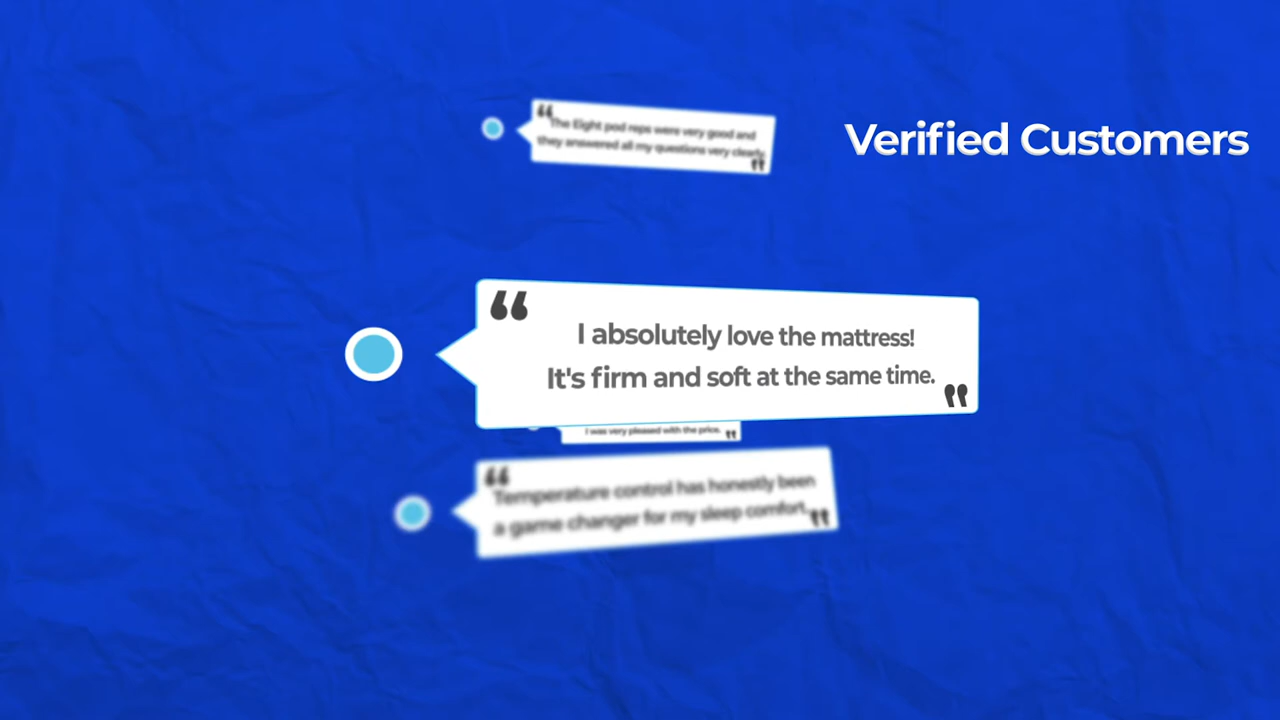 “
The Eight pod reps were very good and
they answered all my questions very clearly.
”
Verified Customers
“
I absolutely love the mattress!
It's firm and soft at the same time.
”
I was very pleased with the price.
”
“
Temperature control has honestly been
a game changer for my sleep comfort.
”